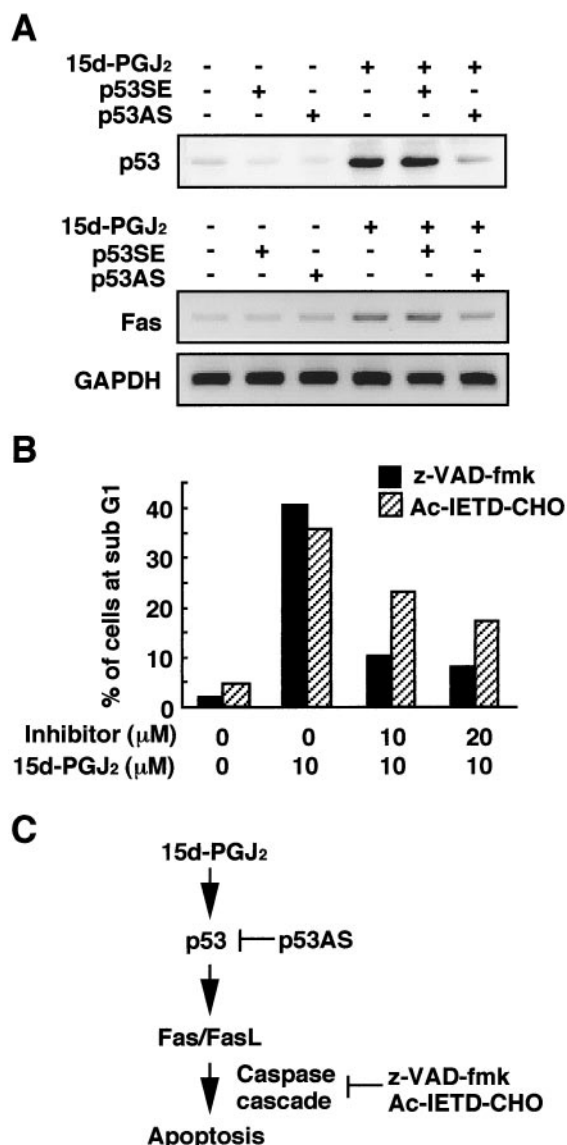 A
15d-PGJ₂ - - - + + +
p53SE - + - - + -
p53AS - - + - - +
p53
15d-PGJ₂ - - - + + +
p53SE - + - - + -
p53AS - - + - - +
Fas
GAPDH
B
z-VAD-fmk
Ac-IETD-CHO
% of cells at sub G1
40
30
20
10
0
Inhibitor (μM) 0 0 10 20
15d-PGJ₂ (μM) 0 10 10 10
C
15d-PGJ₂
p53 p53AS
Fas/FasL
Caspase
cascade
z-VAD-fmk
Ac-IETD-CHO
Apoptosis